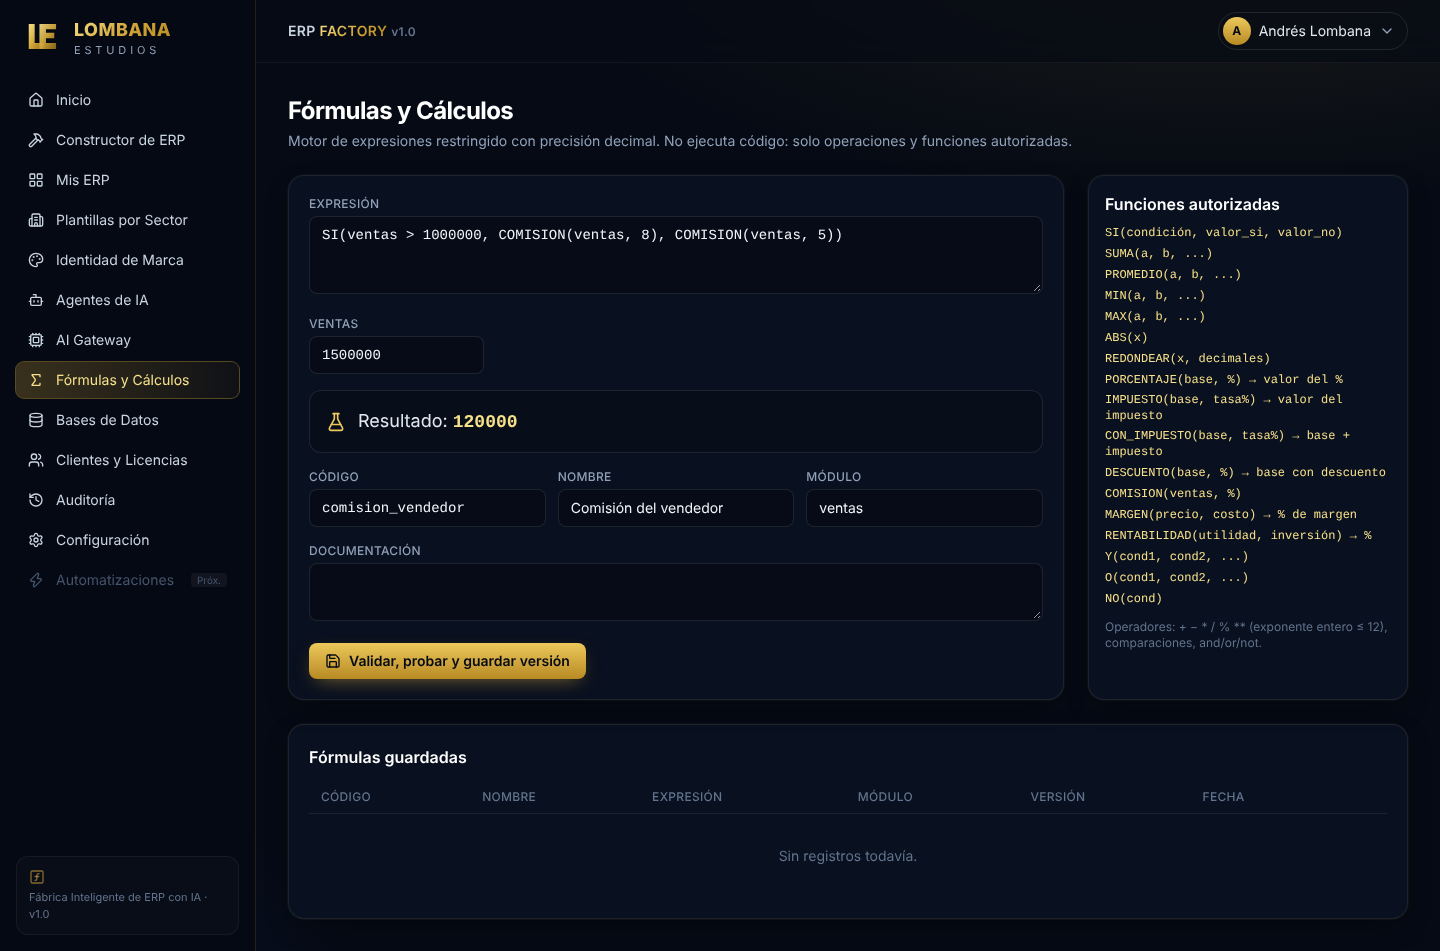 LOMBANA
ESTUDIOS
Inicio
Constructor de ERP
Mis ERP
Plantillas por Sector
Identidad de Marca
Agentes de IA
AI Gateway
Fórmulas y Cálculos
Bases de Datos
Clientes y Licencias
Auditoría
Configuración
Automatizaciones Próx.
Fábrica Inteligente de ERP con IA ·
v1.0
ERP FACTORY v1.0
A Andrés Lombana
Fórmulas y Cálculos
Motor de expresiones restringido con precisión decimal. No ejecuta código: solo operaciones y funciones autorizadas.
EXPRESIÓN
SI(ventas > 1000000, COMISION(ventas, 8), COMISION(ventas, 5))
VENTAS
1500000
Resultado: 120000
CÓDIGO NOMBRE MÓDULO
comision_vendedor Comisión del vendedor ventas
DOCUMENTACIÓN
Validar, probar y guardar versión
Funciones autorizadas
SI(condición, valor_si, valor_no)
SUMA(a, b, ...)
PROMEDIO(a, b, ...)
MIN(a, b, ...)
MAX(a, b, ...)
ABS(x)
REDONDEAR(x, decimales)
PORCENTAJE(base, %) → valor del %
IMPUESTO(base, tasa%) → valor del
impuesto
CON_IMPUESTO(base, tasa%) → base +
impuesto
DESCUENTO(base, %) → base con descuento
COMISION(ventas, %)
MARGEN(precio, costo) → % de margen
RENTABILIDAD(utilidad, inversión) → %
Y(cond1, cond2, ...)
O(cond1, cond2, ...)
NO(cond)
Operadores: + − * / % ** (exponente entero ≤ 12),
comparaciones, and/or/not.
Fórmulas guardadas
CÓDIGO NOMBRE EXPRESIÓN MÓDULO VERSIÓN FECHA
Sin registros todavía.